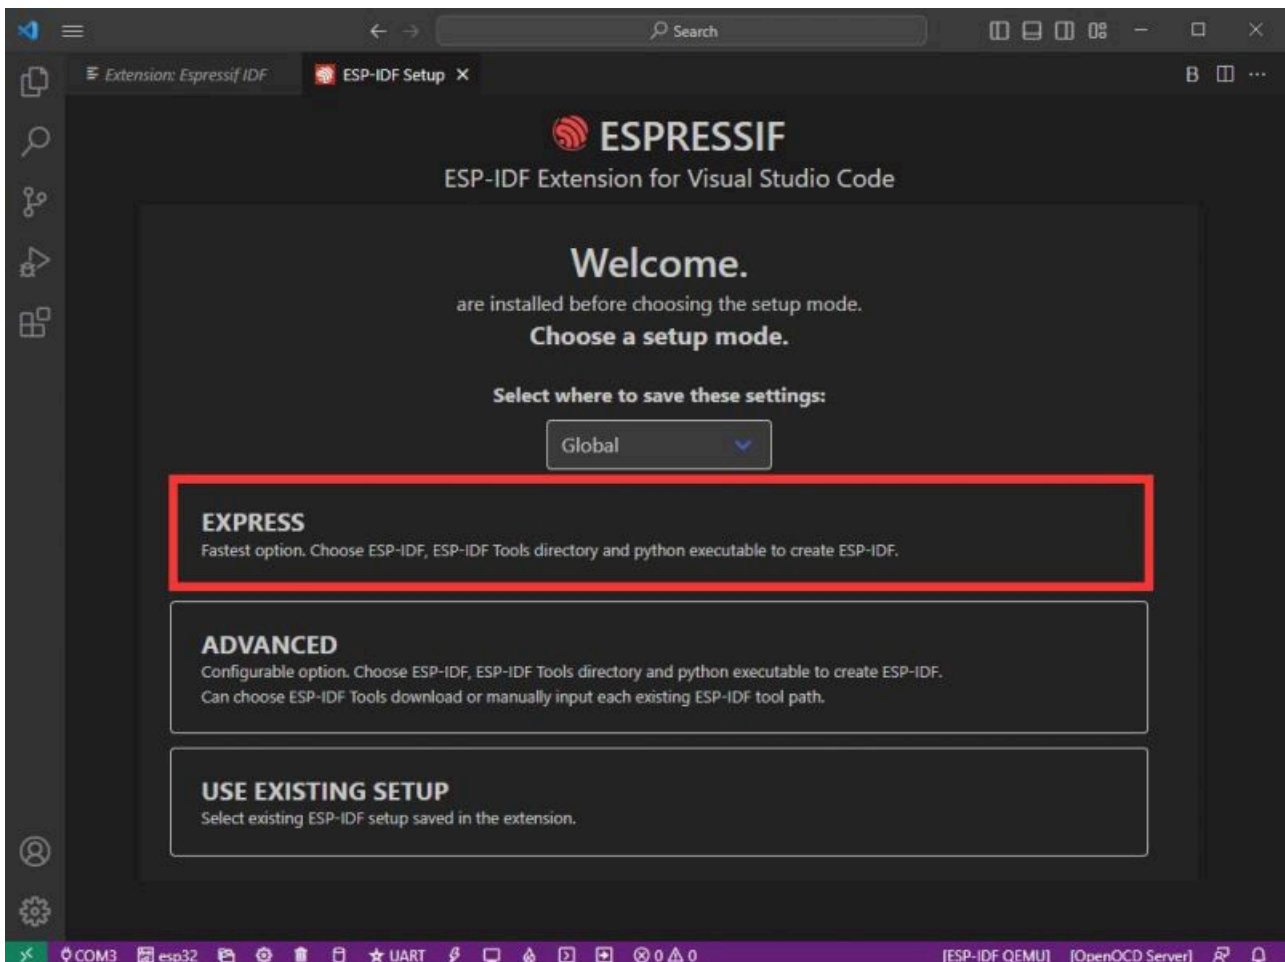 Search
Extension: Espressif IDF
ESP-IDF Setup
ESPRESSIF
ESP-IDF Extension for Visual Studio Code
Welcome.
are installed before choosing the setup mode.
Choose a setup mode.
Select where to save these settings:
Global
EXPRESS
Fastest option. Choose ESP-IDF, ESP-IDF Tools directory and python executable to create ESP-IDF.
ADVANCED
Configurable option. Choose ESP-IDF, ESP-IDF Tools directory and python executable to create ESP-IDF.
Can choose ESP-IDF Tools download or manually input each existing ESP-IDF tool path.
USE EXISTING SETUP
Select existing ESP-IDF setup saved in the extension.
COM3 esp32 UART 0 0 [ESP-IDF QEMU] [OpenOCD Server]